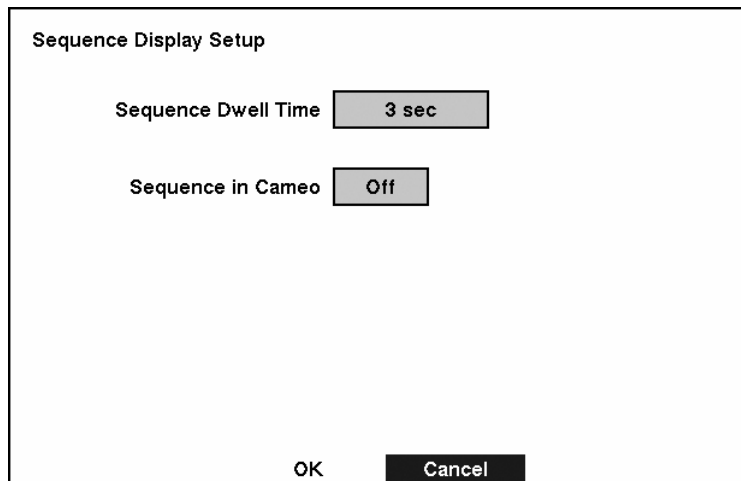 Sequence Display Setup
Sequence Dwell Time 3 sec
Sequence in Cameo Off
OK Cancel